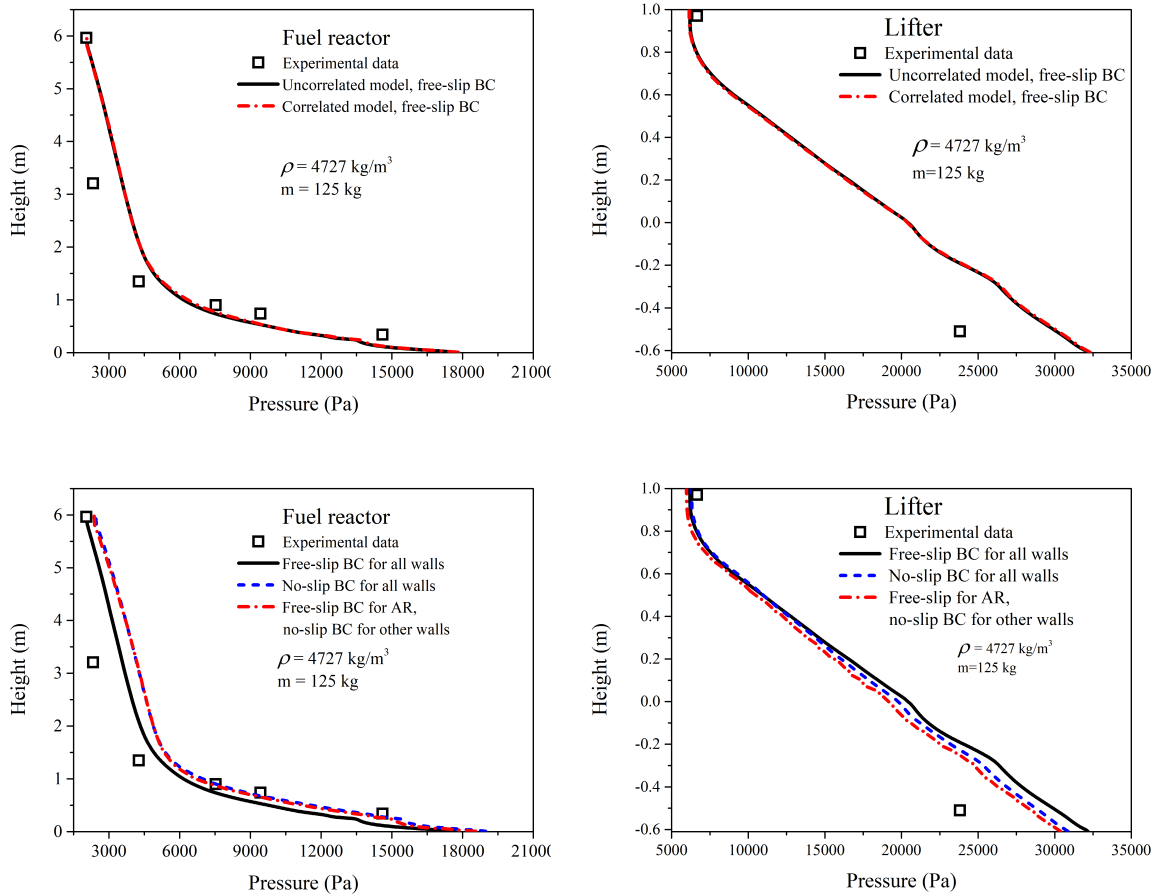 Fuel reactor
Experimental data
Uncorrelated model, free-slip BC
Correlated model, free-slip BC
ρ = 4727 kg/m³
m = 125 kg
6
5
4
3
2
1
0
Height (m)
3000 6000 9000 12000 15000 18000 21000
Pressure (Pa)
Lifter
Experimental data
Uncorrelated model, free-slip BC
Correlated model, free-slip BC
ρ = 4727 kg/m³
m=125 kg
1.0
0.8
0.6
0.4
0.2
0.0
-0.2
-0.4
-0.6
Height (m)
5000 10000 15000 20000 25000 30000 35000
Pressure (Pa)
Fuel reactor
Experimental data
Free-slip BC for all walls
No-slip BC for all walls
Free-slip BC for AR,
no-slip BC for other walls
ρ = 4727 kg/m³
m = 125 kg
6
5
4
3
2
1
0
Height (m)
3000 6000 9000 12000 15000 18000 21000
Pressure (Pa)
Lifter
Experimental data
Free-slip BC for all walls
No-slip BC for all walls
Free-slip for AR,
no-slip BC for other walls
ρ = 4727 kg/m³
m=125 kg
1.0
0.8
0.6
0.4
0.2
0.0
-0.2
-0.4
-0.6
Height (m)
5000 10000 15000 20000 25000 30000 35000
Pressure (Pa)